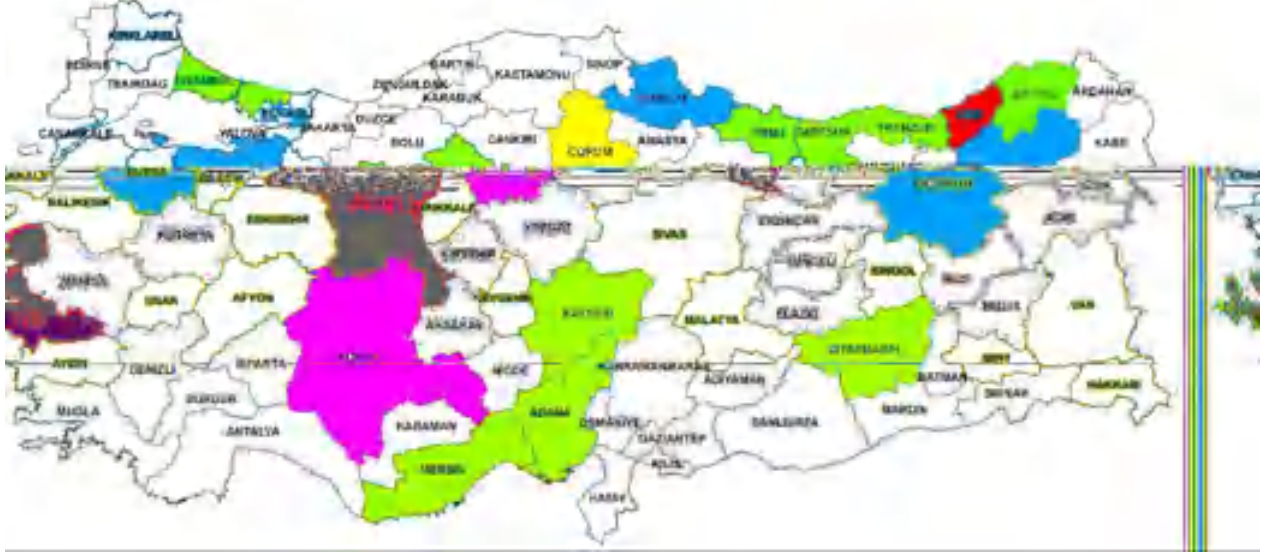 KIRKLARELI
EDIRNE
TEKIRDAG
BARTIN
KASTAMONU
SINOP
ZONGULDAK
KARABUK
DUZCE
ARDAHAN
YALOVA
SAKARYA
BOLU
CANKIRI
CORUM
AMASYA
ORDU
GIRESUN
TRABZON
KARS
BURSA
BALIKESIR
ESKISEHIR
KUTAHYA
KIRIKKALE
YOZGAT
SIVAS
ERZINCAN
ERZURUM
AGRI
MANISA
USAK
AFYON
KIRSEHIR
NEVSEHIR
KAYSERI
MALATYA
TUNCELI
ELAZIG
BINGOL
MUS
BITLIS
VAN
AKSARAY
AYDIN
DENIZLI
ISPARTA
KONYA
NIGDE
KAHRAMANMARAS
ADIYAMAN
DIYARBAKIR
BATMAN
SIIRT
SIRNAK
HAKKARI
MUGLA
BURDUR
ANTALYA
KARAMAN
ADANA
OSMANIYE
GAZIANTEP
SANLIURFA
MARDIN
MERSIN
KILIS
HATAY